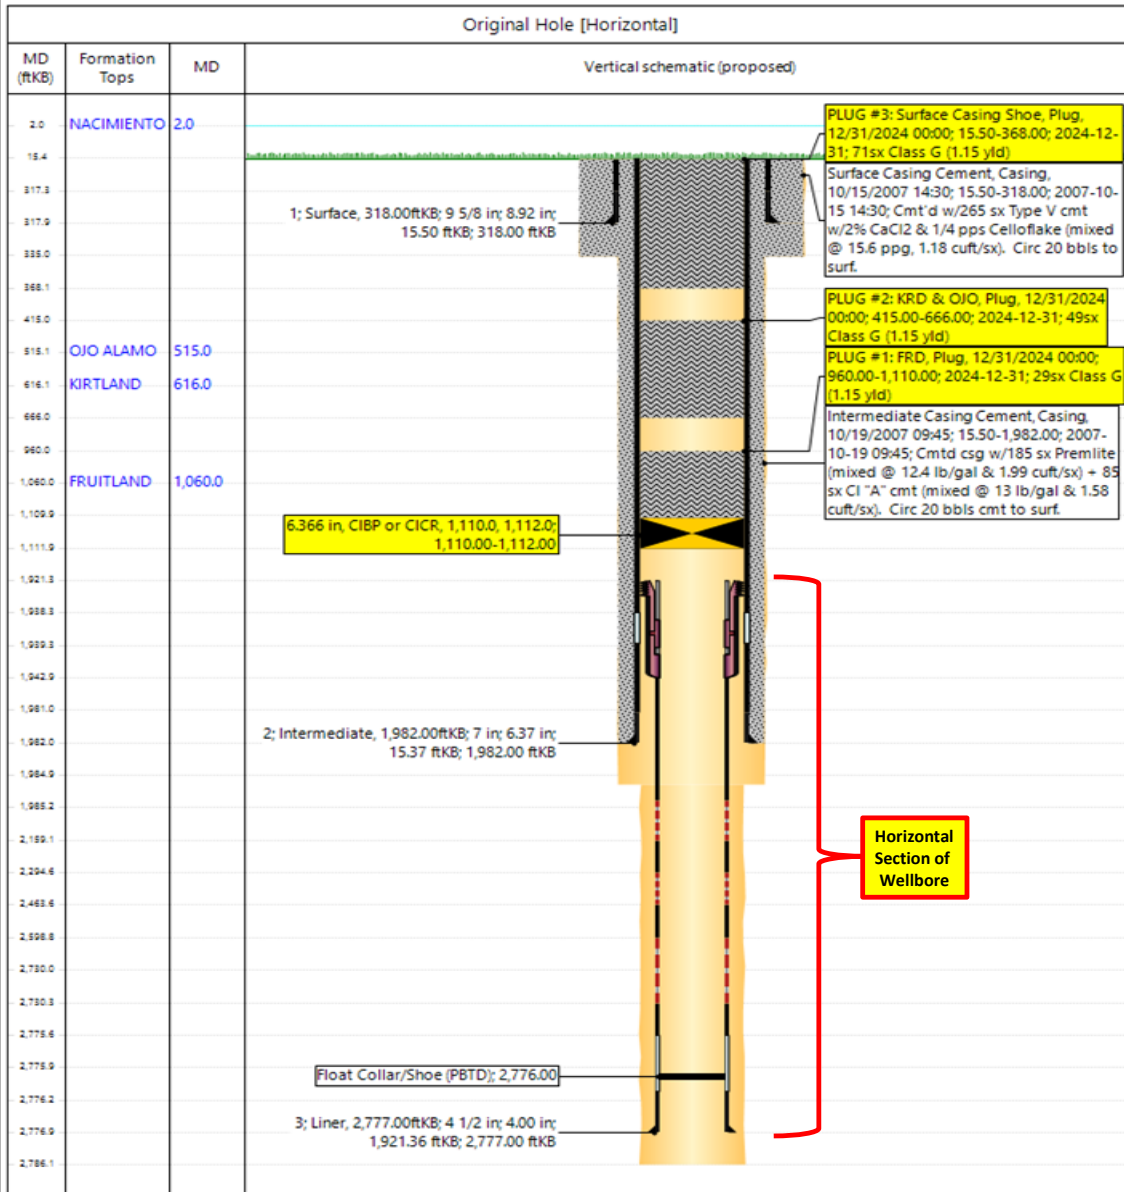 Original Hole [Horizontal]
MD
(ftKB)
Formation
Tops
MD
Vertical schematic (proposed)
2.0
NACIMIENTO
2.0
15.4
317.3
317.9
335.0
368.1
415.0
515.1
OJO ALAMO
515.0
616.1
KIRTLAND
616.0
666.0
960.0
1,060.0
FRUITLAND
1,060.0
1,109.9
1,111.9
1,921.3
1,938.3
1,939.3
1,942.9
1,981.0
1,982.0
1,984.9
1,985.2
2,159.1
2,294.6
2,463.6
2,598.8
2,730.0
2,730.3
2,775.6
2,775.9
2,776.2
2,776.9
2,786.1
1; Surface, 318.00ftKB; 9 5/8 in; 8.92 in;
15.50 ftKB; 318.00 ftKB
6.366 in, CIBP or CICR, 1,110.0, 1,112.0;
1,110.00-1,112.00
2; Intermediate, 1,982.00ftKB; 7 in; 6.37 in;
15.37 ftKB; 1,982.00 ftKB
Float Collar/Shoe (PBTD); 2,776.00
3; Liner, 2,777.00ftKB; 4 1/2 in; 4.00 in;
1,921.36 ftKB; 2,777.00 ftKB
PLUG #3: Surface Casing Shoe, Plug,
12/31/2024 00:00; 15.50-368.00; 2024-12-
31; 71sx Class G (1.15 yld)
Surface Casing Cement, Casing,
10/15/2007 14:30; 15.50-318.00; 2007-10-
15 14:30; Cmt'd w/265 sx Type V cmt
w/2% CaCl2 & 1/4 pps Celloflake (mixed
@ 15.6 ppg, 1.18 cuft/sx).  Circ 20 bbls to
surf.
PLUG #2: KRD & OJO, Plug, 12/31/2024
00:00; 415.00-666.00; 2024-12-31; 49sx
Class G (1.15 yld)
PLUG #1: FRD, Plug, 12/31/2024 00:00;
960.00-1,110.00; 2024-12-31; 29sx Class G
(1.15 yld)
Intermediate Casing Cement, Casing,
10/19/2007 09:45; 15.50-1,982.00; 2007-
10-19 09:45; Cmtd csg w/185 sx Premlite
(mixed @ 12.4 lb/gal & 1.99 cuft/sx) + 85
sx Cl "A" cmt (mixed @ 13 lb/gal & 1.58
cuft/sx).  Circ 20 bbls cmt to surf.
Horizontal
Section of
Wellbore